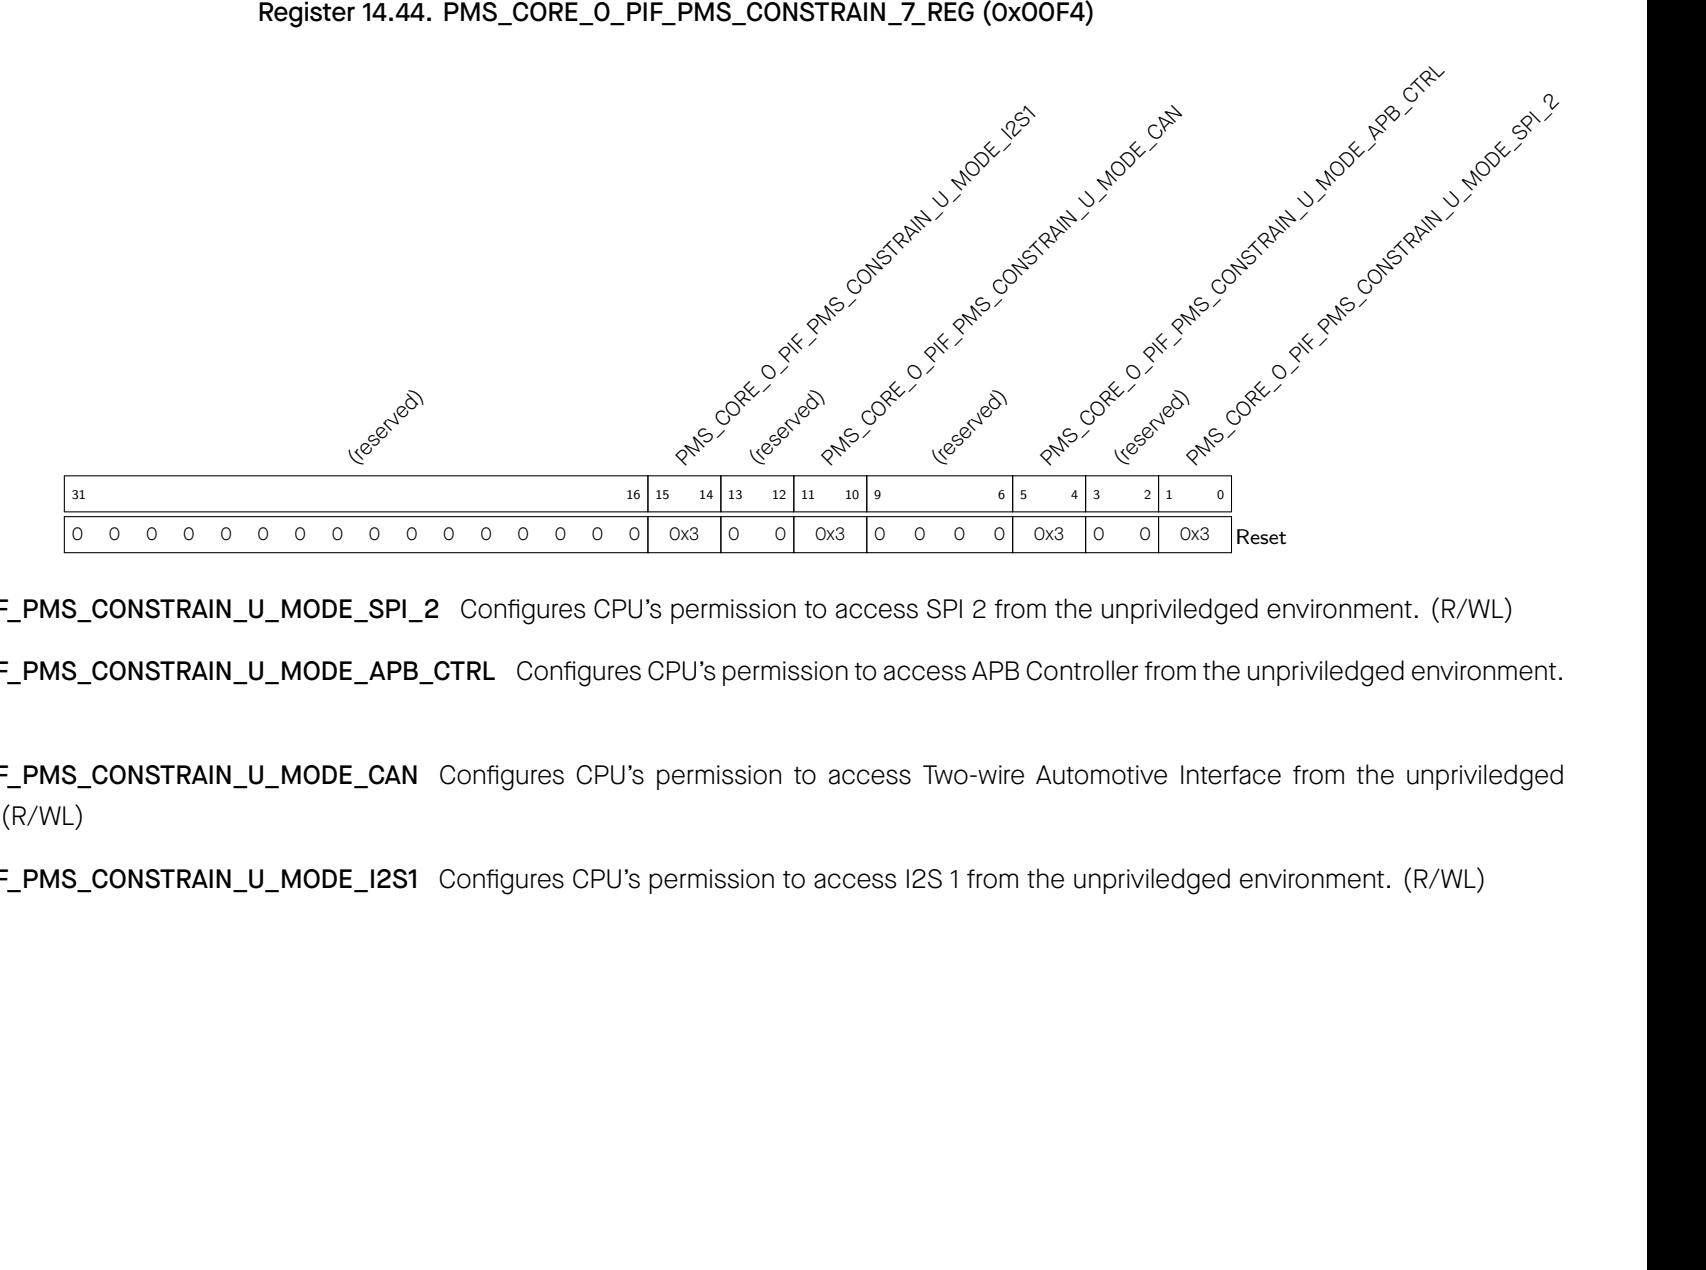 Register 14.44. PMS_CORE_0_PIF_PMS_CONSTRAIN_7_REG (0x00F4)
(reserved)
PMS_CORE_0_PIF_PMS_CONSTRAIN_U_MODE_I2S1
(reserved)
PMS_CORE_0_PIF_PMS_CONSTRAIN_U_MODE_CAN
(reserved)
PMS_CORE_0_PIF_PMS_CONSTRAIN_U_MODE_APB_CTRL
(reserved)
PMS_CORE_0_PIF_PMS_CONSTRAIN_U_MODE_SPI_2
31 16 15 14 13 12 11 10 9 6 5 4 3 2 1 0
0 0 0 0 0 0 0 0 0 0 0 0 0 0 0 0 0x3 0 0 0x3 0 0 0 0 0x3 0 0 0x3 Reset
F_PMS_CONSTRAIN_U_MODE_SPI_2 Configures CPU's permission to access SPI 2 from the unpriviledged environment. (R/WL)
F_PMS_CONSTRAIN_U_MODE_APB_CTRL Configures CPU's permission to access APB Controller from the unpriviledged environment.
F_PMS_CONSTRAIN_U_MODE_CAN Configures CPU's permission to access Two-wire Automotive Interface from the unpriviledged
(R/WL)
F_PMS_CONSTRAIN_U_MODE_I2S1 Configures CPU's permission to access I2S 1 from the unpriviledged environment. (R/WL)